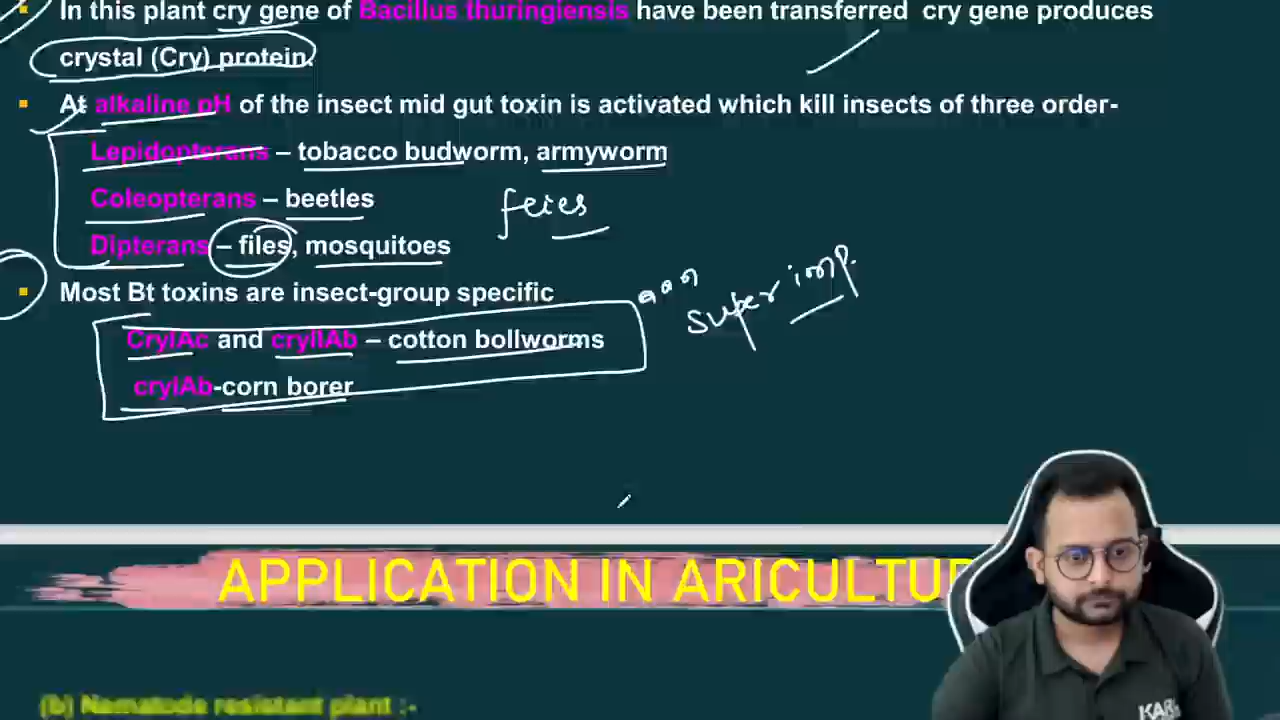 In this plant cry gene of Bacillus thuringiensis have been transferred cry gene produces
crystal (Cry) protein.
At alkaline pH of the insect mid gut toxin is activated which kill insects of three order-
Lepidopterans – tobacco budworm, armyworm
Coleopterans – beetles
Dipterans – files, mosquitoes
Most Bt toxins are insect-group specific
super imp.
CryIAc and cryIIAb – cotton bollworms
cryIAb-corn borer
APPLICATION IN ARICULTU
(b) Nematode resistant plant :-